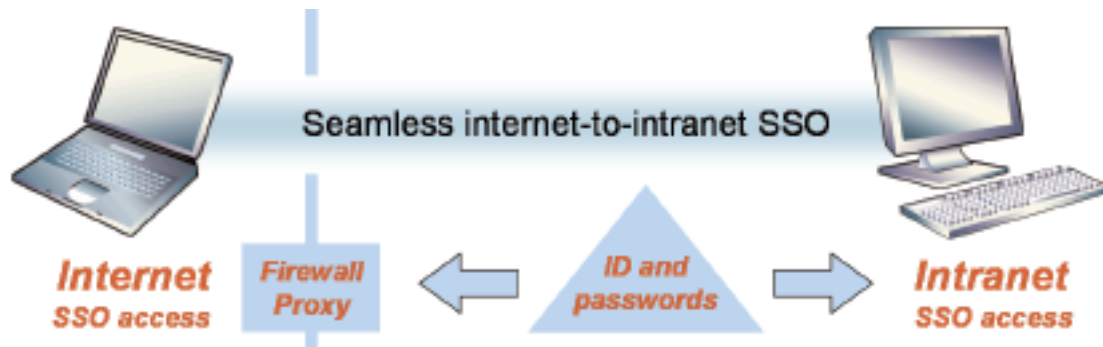 Seamless internet-to-intranet SSO
Internet
SSO access
Firewall
Proxy
ID and
passwords
Intranet
SSO access